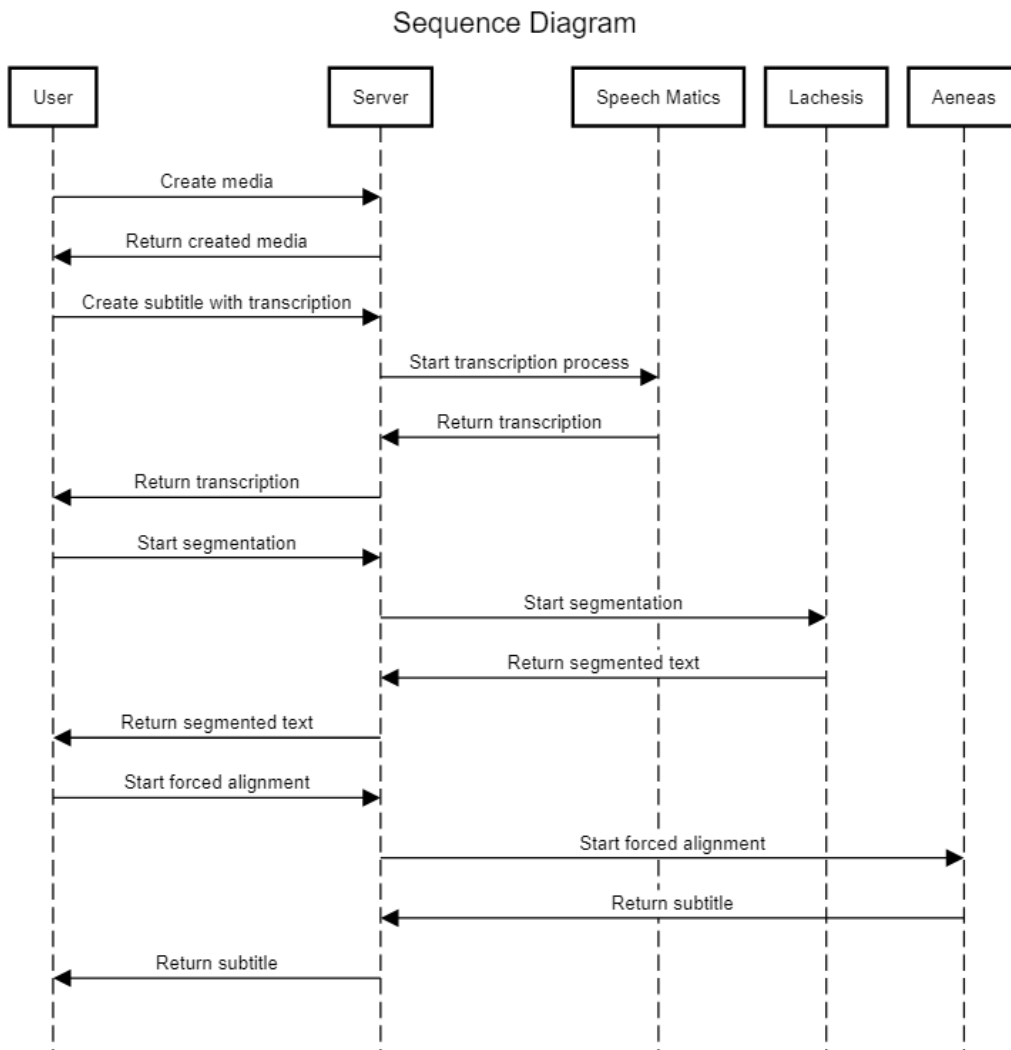 Sequence Diagram
User
Server
Speech Matics
Lachesis
Aeneas
Create media
Return created media
Create subtitle with transcription
Start transcription process
Return transcription
Return transcription
Start segmentation
Start segmentation
Return segmented text
Return segmented text
Start forced alignment
Start forced alignment
Return subtitle
Return subtitle